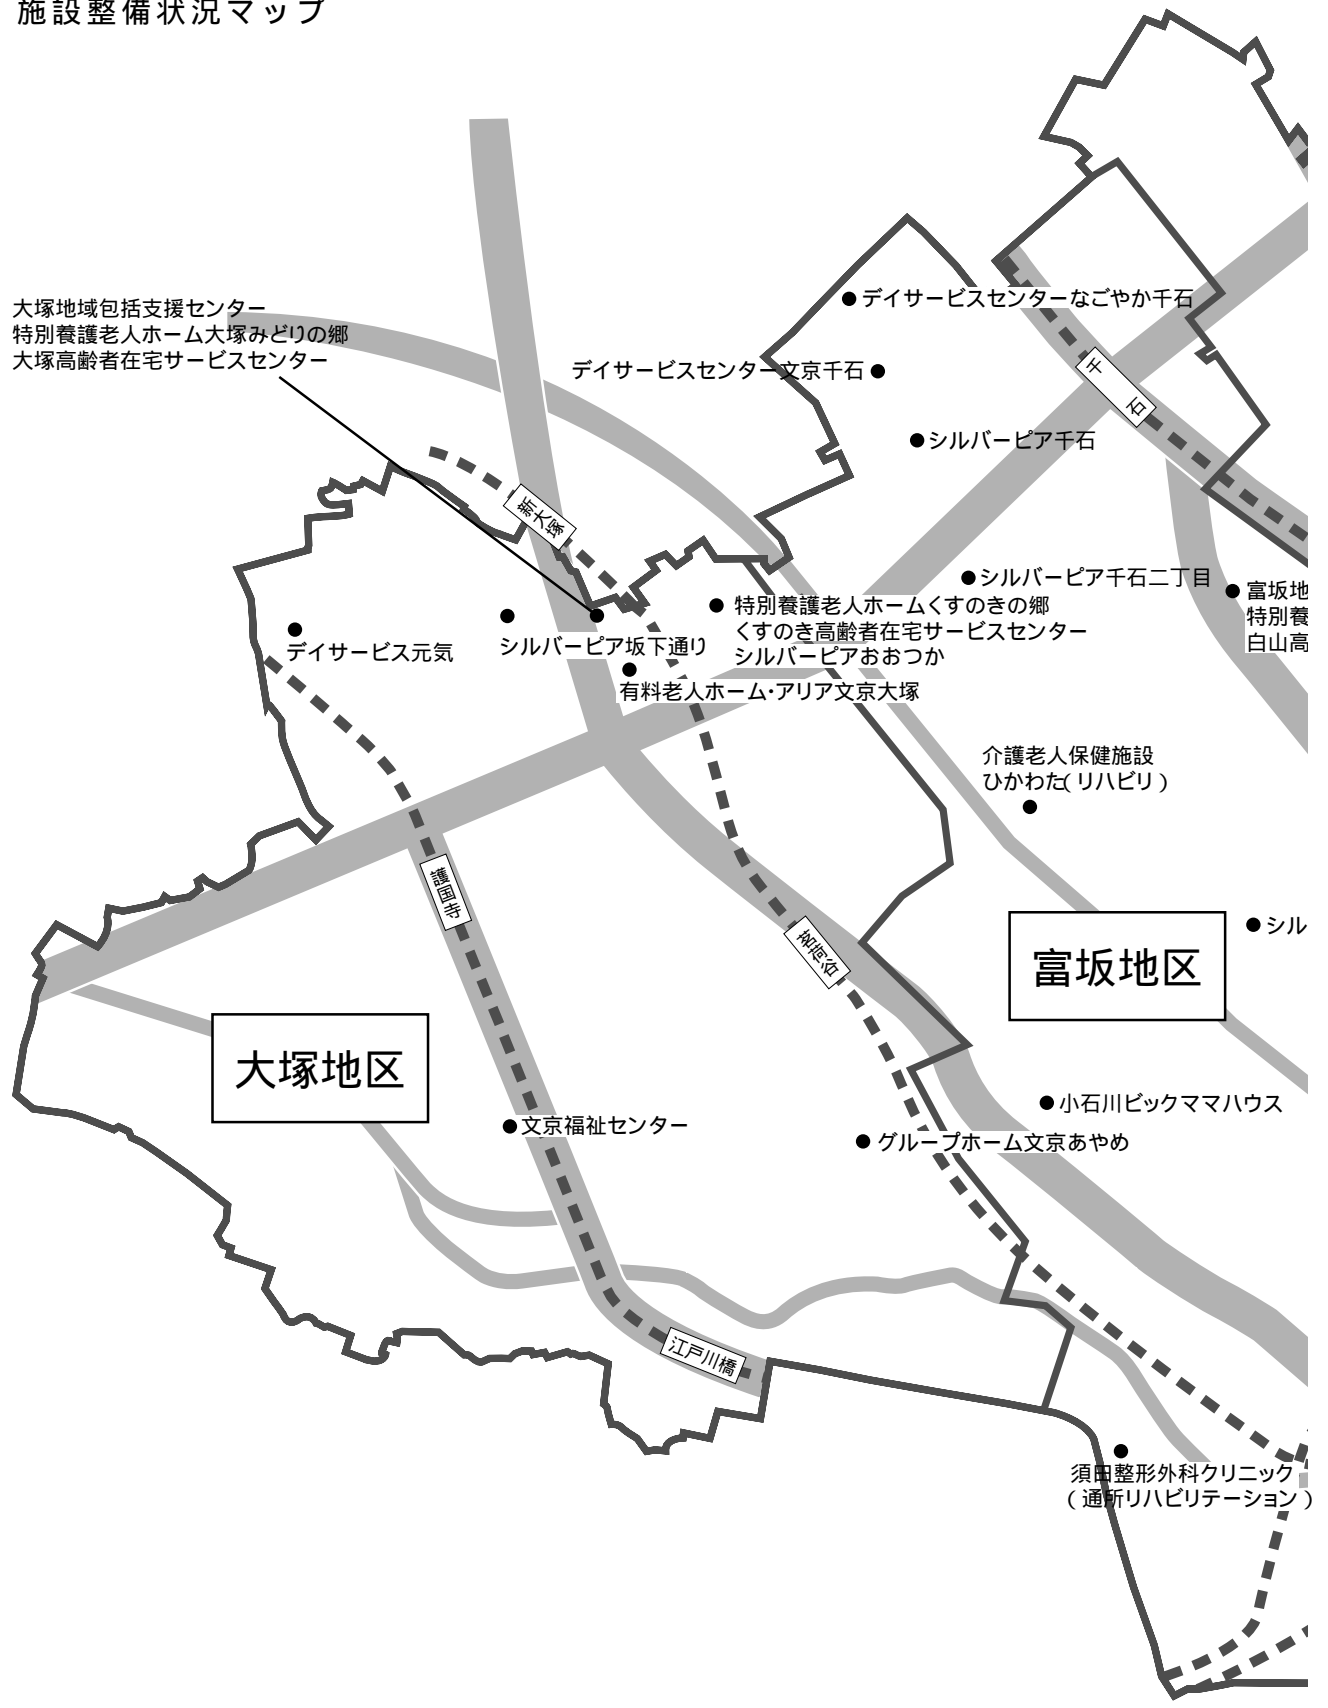 施設整備状況マップ
大塚地域包括支援センター
特別養護老人ホーム大塚みどりの郷
大塚高齢者在宅サービスセンター
デイサービスセンターなごやか千石
デイサービスセンター文京千石
千石
シルバーピア千石
新大塚
シルバーピア千石二丁目
富坂地
特別養
白山高
特別養護老人ホームくすのきの郷
くすのき高齢者在宅サービスセンター
シルバーピアおおつか
デイサービス元気
シルバーピア坂下通り
有料老人ホーム・アリア文京大塚
介護老人保健施設
ひかわた(リハビリ)
護国寺
茗荷谷
シル
富坂地区
大塚地区
文京福祉センター
小石川ビックママハウス
グループホーム文京あやめ
江戸川橋
須田整形外科クリニック
(通所リハビリテーション)